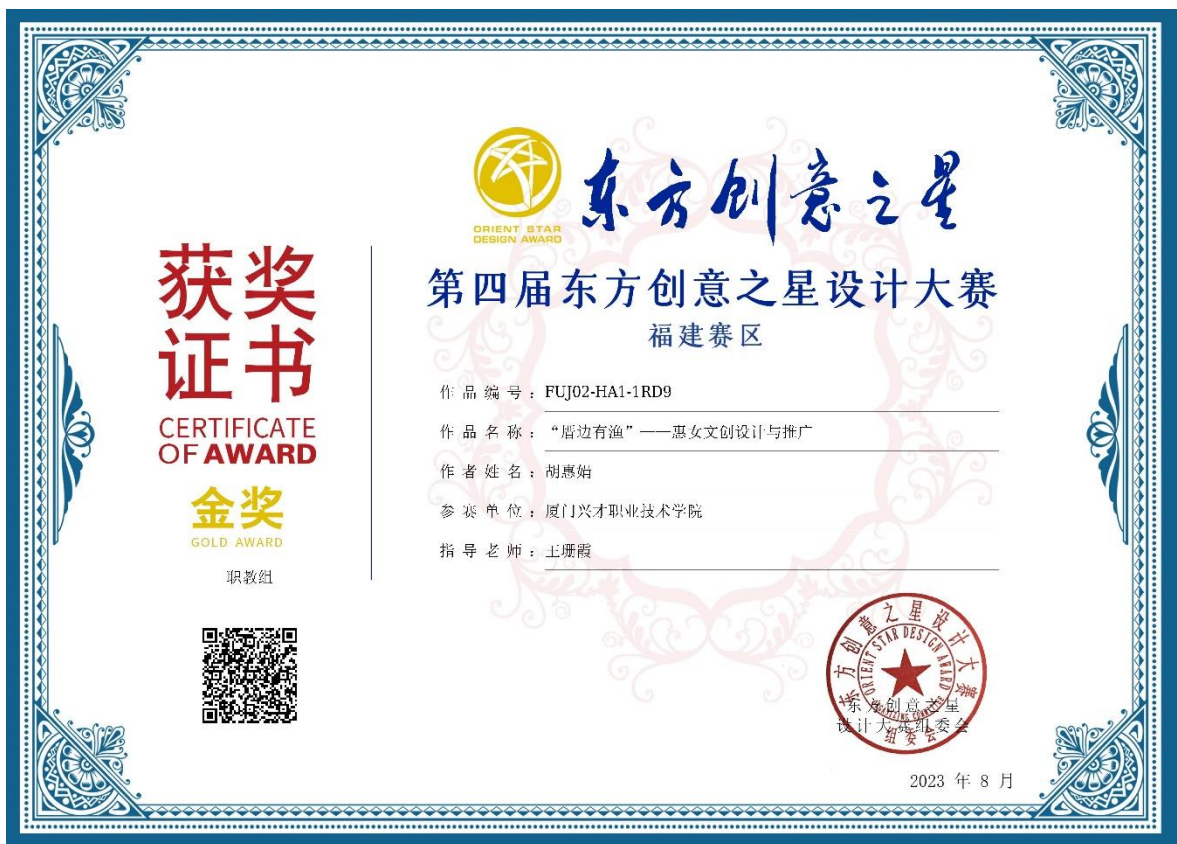 获奖
证书
CERTIFICATE
OF AWARD
金奖
GOLD AWARD
职教组
ORIENT STAR
DESIGN AWARD
东方创意之星
第四届东方创意之星设计大赛
福建赛区
作品编号：FUJ02-HA1-1RD9
作品名称：“厝边有渔”——惠女文创设计与推广
作者姓名：胡惠娟
参赛单位：厦门兴才职业技术学院
指导老师：王珊霞
东方创意之星设计大赛
ORIENT STAR DESIGN AWARD
ORGANIZING COMMITTEE
组委会
东方创意之星
设计大赛组委会
2023 年 8 月